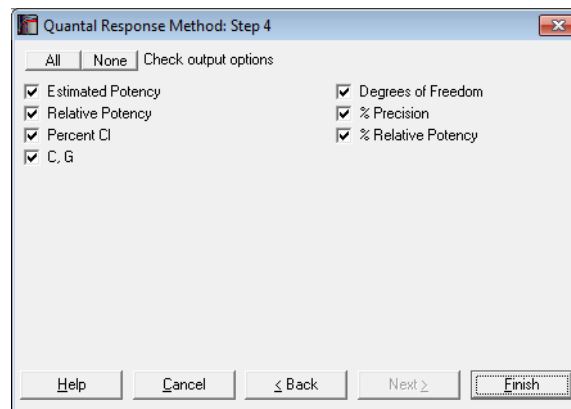 Quantal Response Method: Step 4
All None Check output options
Estimated Potency
Relative Potency
Percent CI
C, G
Degrees of Freedom
% Precision
% Relative Potency
Help Cancel < Back Next > Finish